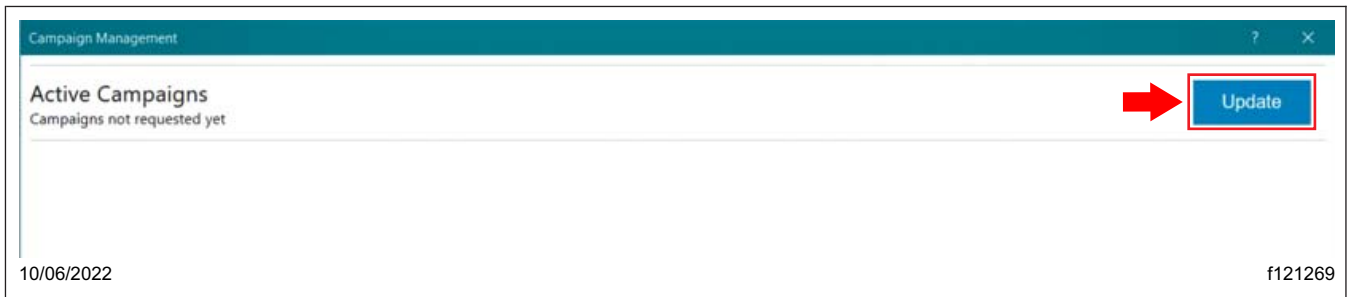 Campaign Management ? ×
Active Campaigns
Update
Campaigns not requested yet
10/06/2022 f121269